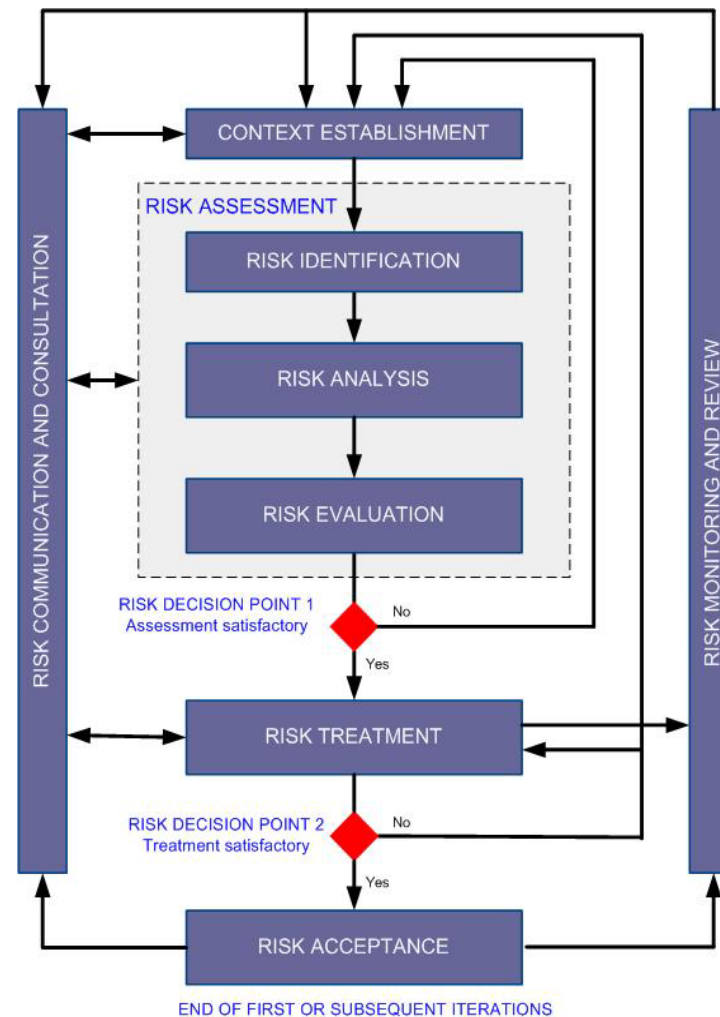 CONTEXT ESTABLISHMENT
RISK ASSESSMENT
RISK IDENTIFICATION
RISK ANALYSIS
RISK EVALUATION
RISK DECISION POINT 1
Assessment satisfactory
No
Yes
RISK TREATMENT
RISK DECISION POINT 2
Treatment satisfactory
No
Yes
RISK ACCEPTANCE
END OF FIRST OR SUBSEQUENT ITERATIONS
RISK COMMUNICATION AND CONSULTATION
RISK MONITORING AND REVIEW